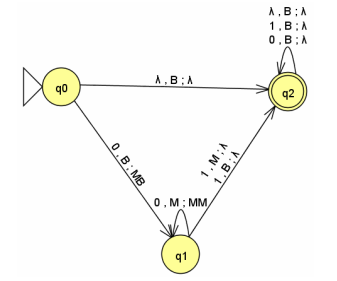 λ , B ; λ
1 , B ; λ
0 , B ; λ
q0
λ , B ; λ
q2
0 , B ; MB
1 , M ; λ
1 , B ; λ
0 , M ; MM
q1